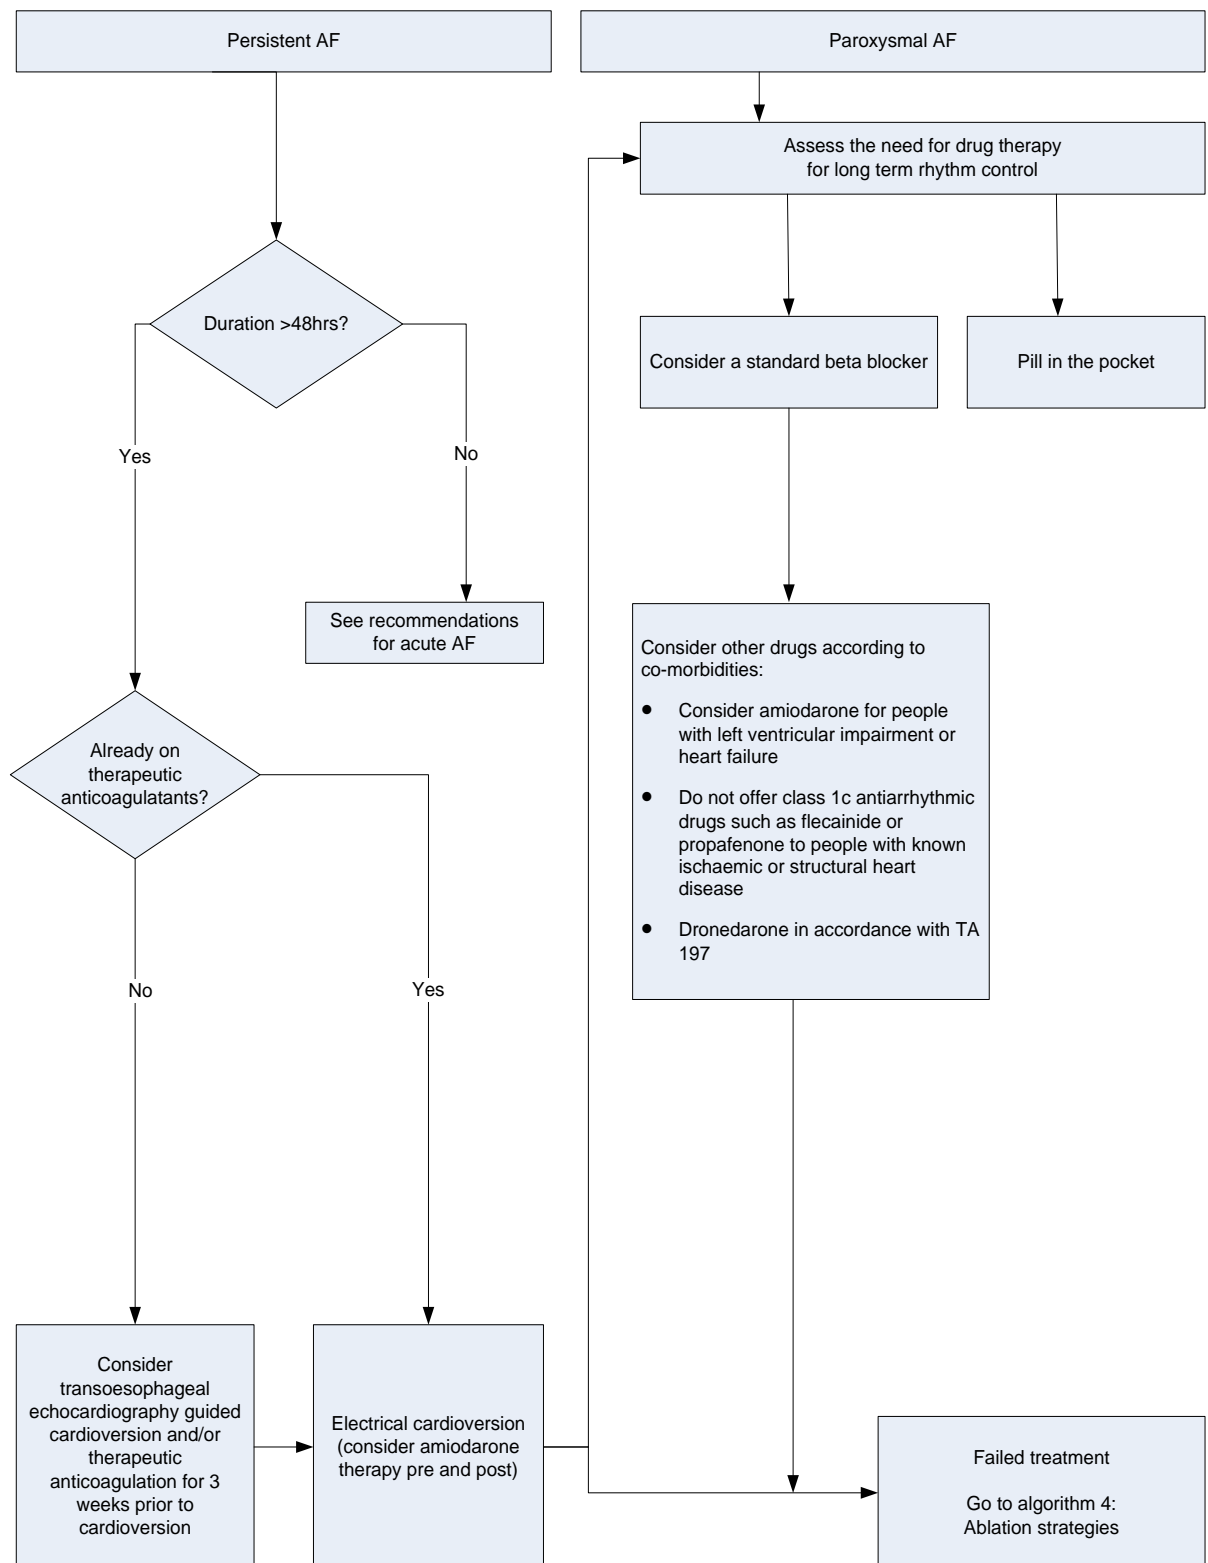 Persistent AF
Paroxysmal AF
Assess the need for drug therapy
for long term rhythm control
Duration >48hrs?
Consider a standard beta blocker
Pill in the pocket
Yes
No
See recommendations
for acute AF
Consider other drugs according to
co-morbidities:
● Consider amiodarone for people
with left ventricular impairment or
heart failure
● Do not offer class 1c antiarrhythmic
drugs such as flecainide or
propafenone to people with known
ischaemic or structural heart
disease
● Dronedarone in accordance with TA
197
Already on
therapeutic
anticoagulatants?
No
Yes
Consider
transoesophageal
echocardiography guided
cardioversion and/or
therapeutic
anticoagulation for 3
weeks prior to
cardioversion
Electrical cardioversion
(consider amiodarone
therapy pre and post)
Failed treatment
Go to algorithm 4:
Ablation strategies